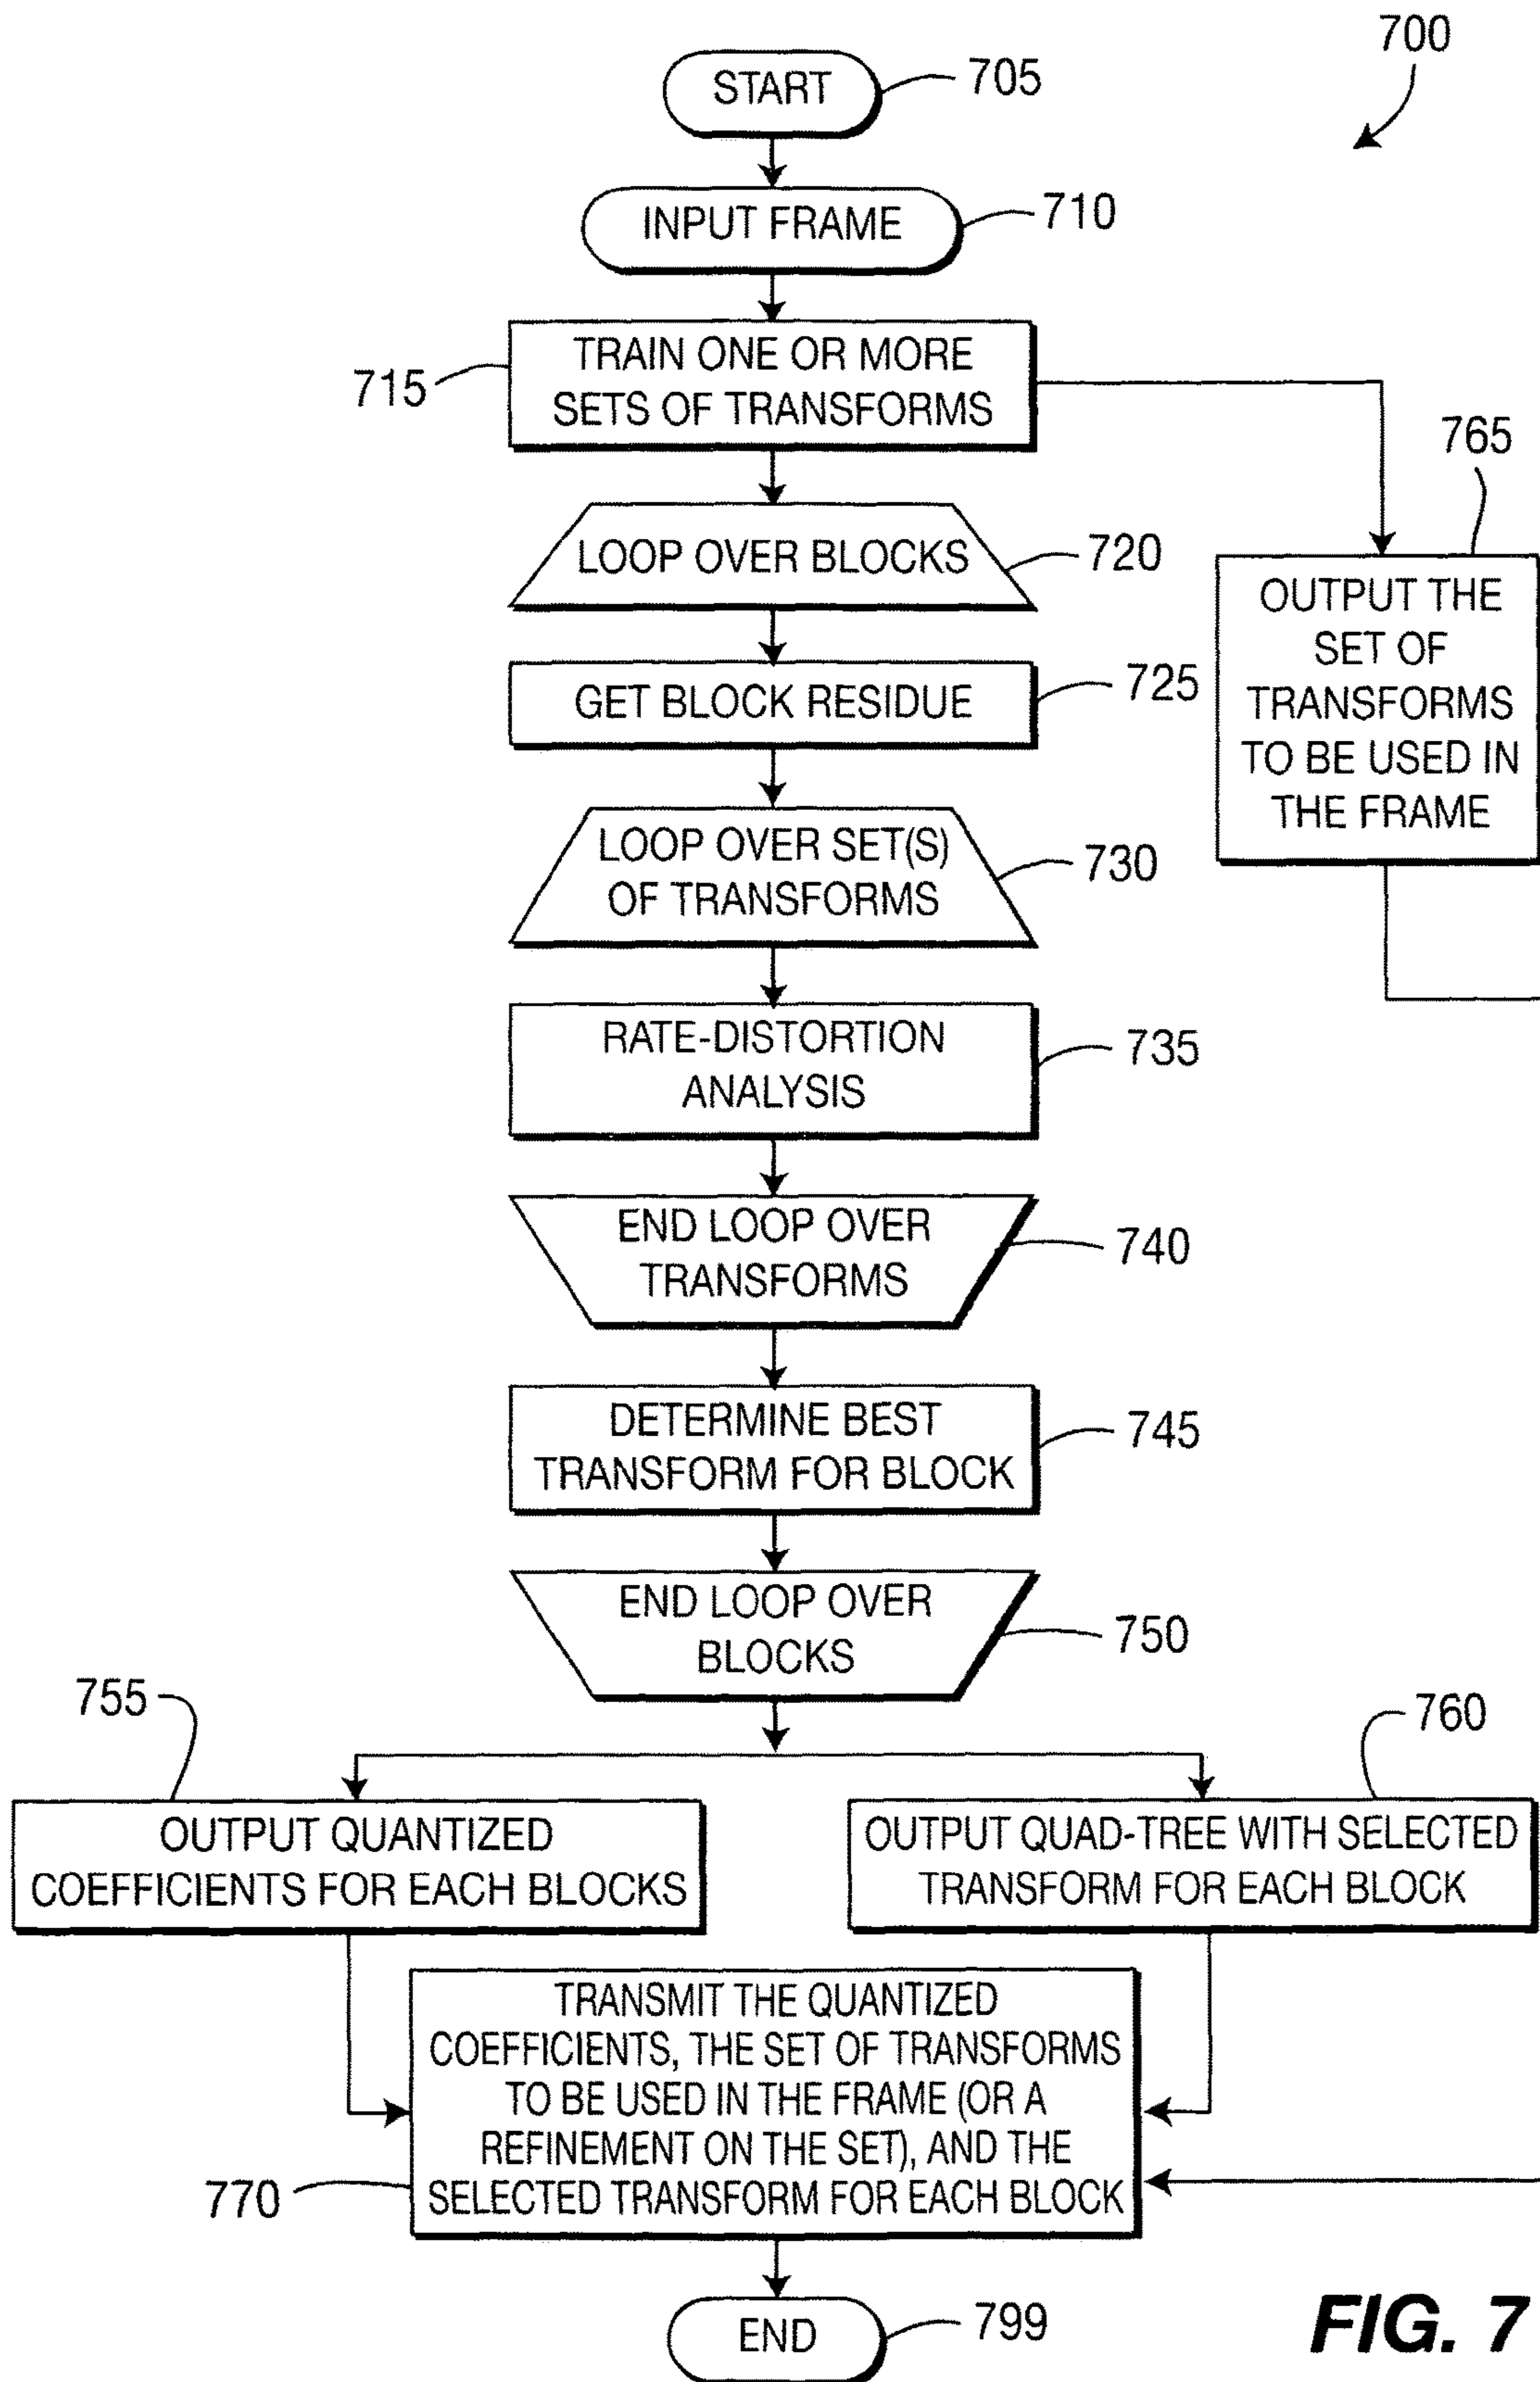 700
START
705
INPUT FRAME
710
TRAIN ONE OR MORE
SETS OF TRANSFORMS
715
765
LOOP OVER BLOCKS
720
OUTPUT THE
SET OF
TRANSFORMS
TO BE USED IN
THE FRAME
GET BLOCK RESIDUE
725
LOOP OVER SET(S)
OF TRANSFORMS
730
RATE-DISTORTION
ANALYSIS
735
END LOOP OVER
TRANSFORMS
740
DETERMINE BEST
TRANSFORM FOR BLOCK
745
END LOOP OVER
BLOCKS
750
755
760
OUTPUT QUANTIZED
COEFFICIENTS FOR EACH BLOCKS
OUTPUT QUAD-TREE WITH SELECTED
TRANSFORM FOR EACH BLOCK
TRANSMIT THE QUANTIZED
COEFFICIENTS, THE SET OF TRANSFORMS
TO BE USED IN THE FRAME (OR A
REFINEMENT ON THE SET), AND THE
SELECTED TRANSFORM FOR EACH BLOCK
770
END
799
FIG. 7